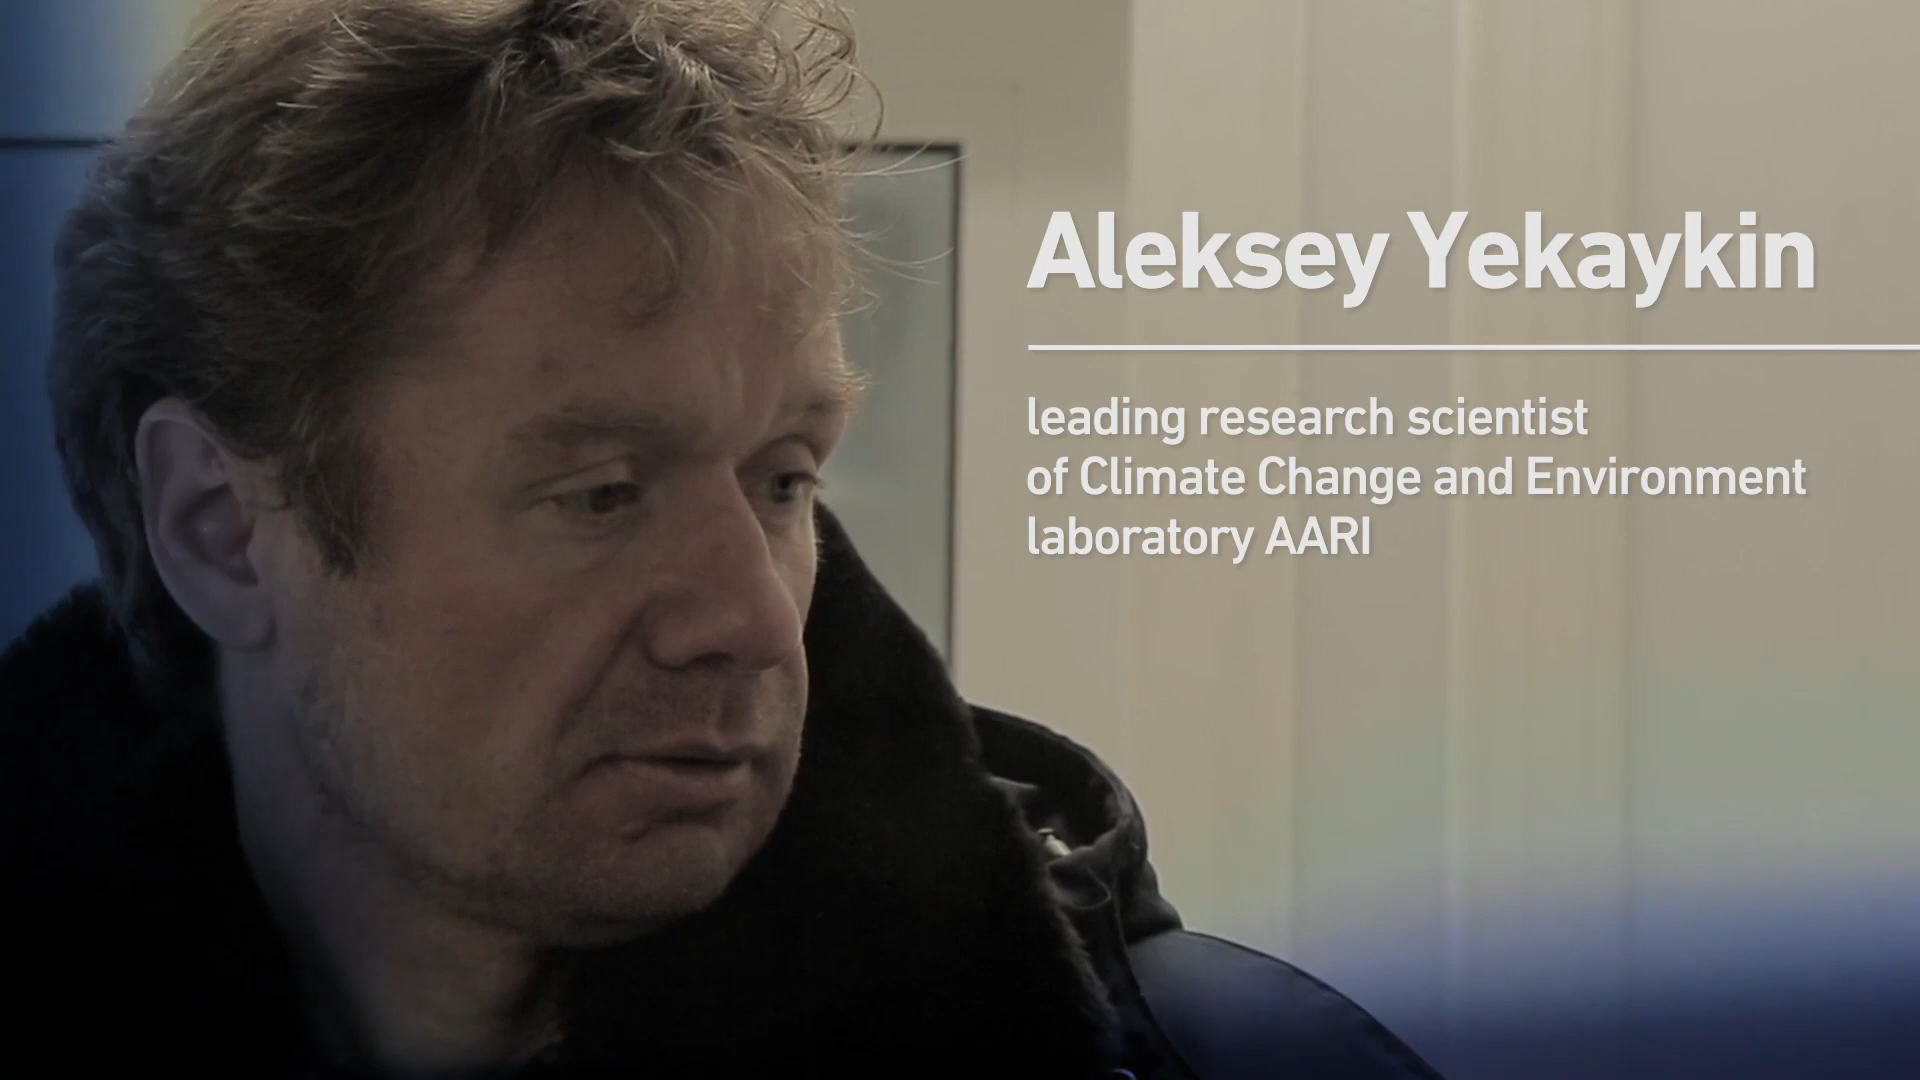 Aleksey Yekaykin
leading research scientist
of Climate Change and Environment
laboratory AARI